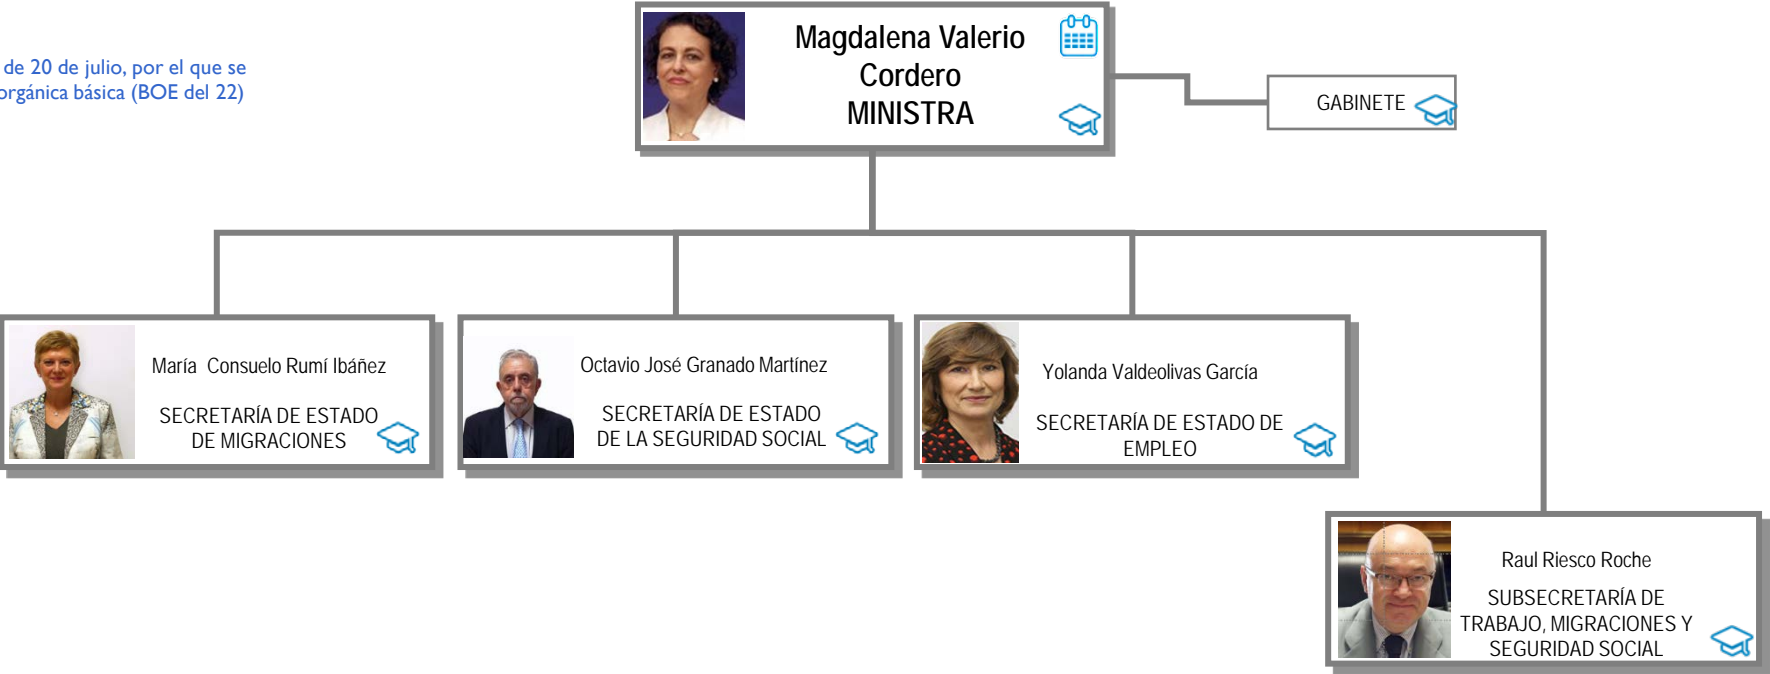 de 20 de julio, por el que se
orgánica básica (BOE del 22)
Magdalena Valerio
Cordero
MINISTRA
GABINETE
María  Consuelo Rumí Ibáñez
SECRETARÍA DE ESTADO
DE MIGRACIONES
Octavio José Granado Martínez
SECRETARÍA DE ESTADO
DE LA SEGURIDAD SOCIAL
Yolanda Valdeolivas García
SECRETARÍA DE ESTADO DE
EMPLEO
Raul Riesco Roche
SUBSECRETARÍA DE
TRABAJO, MIGRACIONES Y
SEGURIDAD SOCIAL